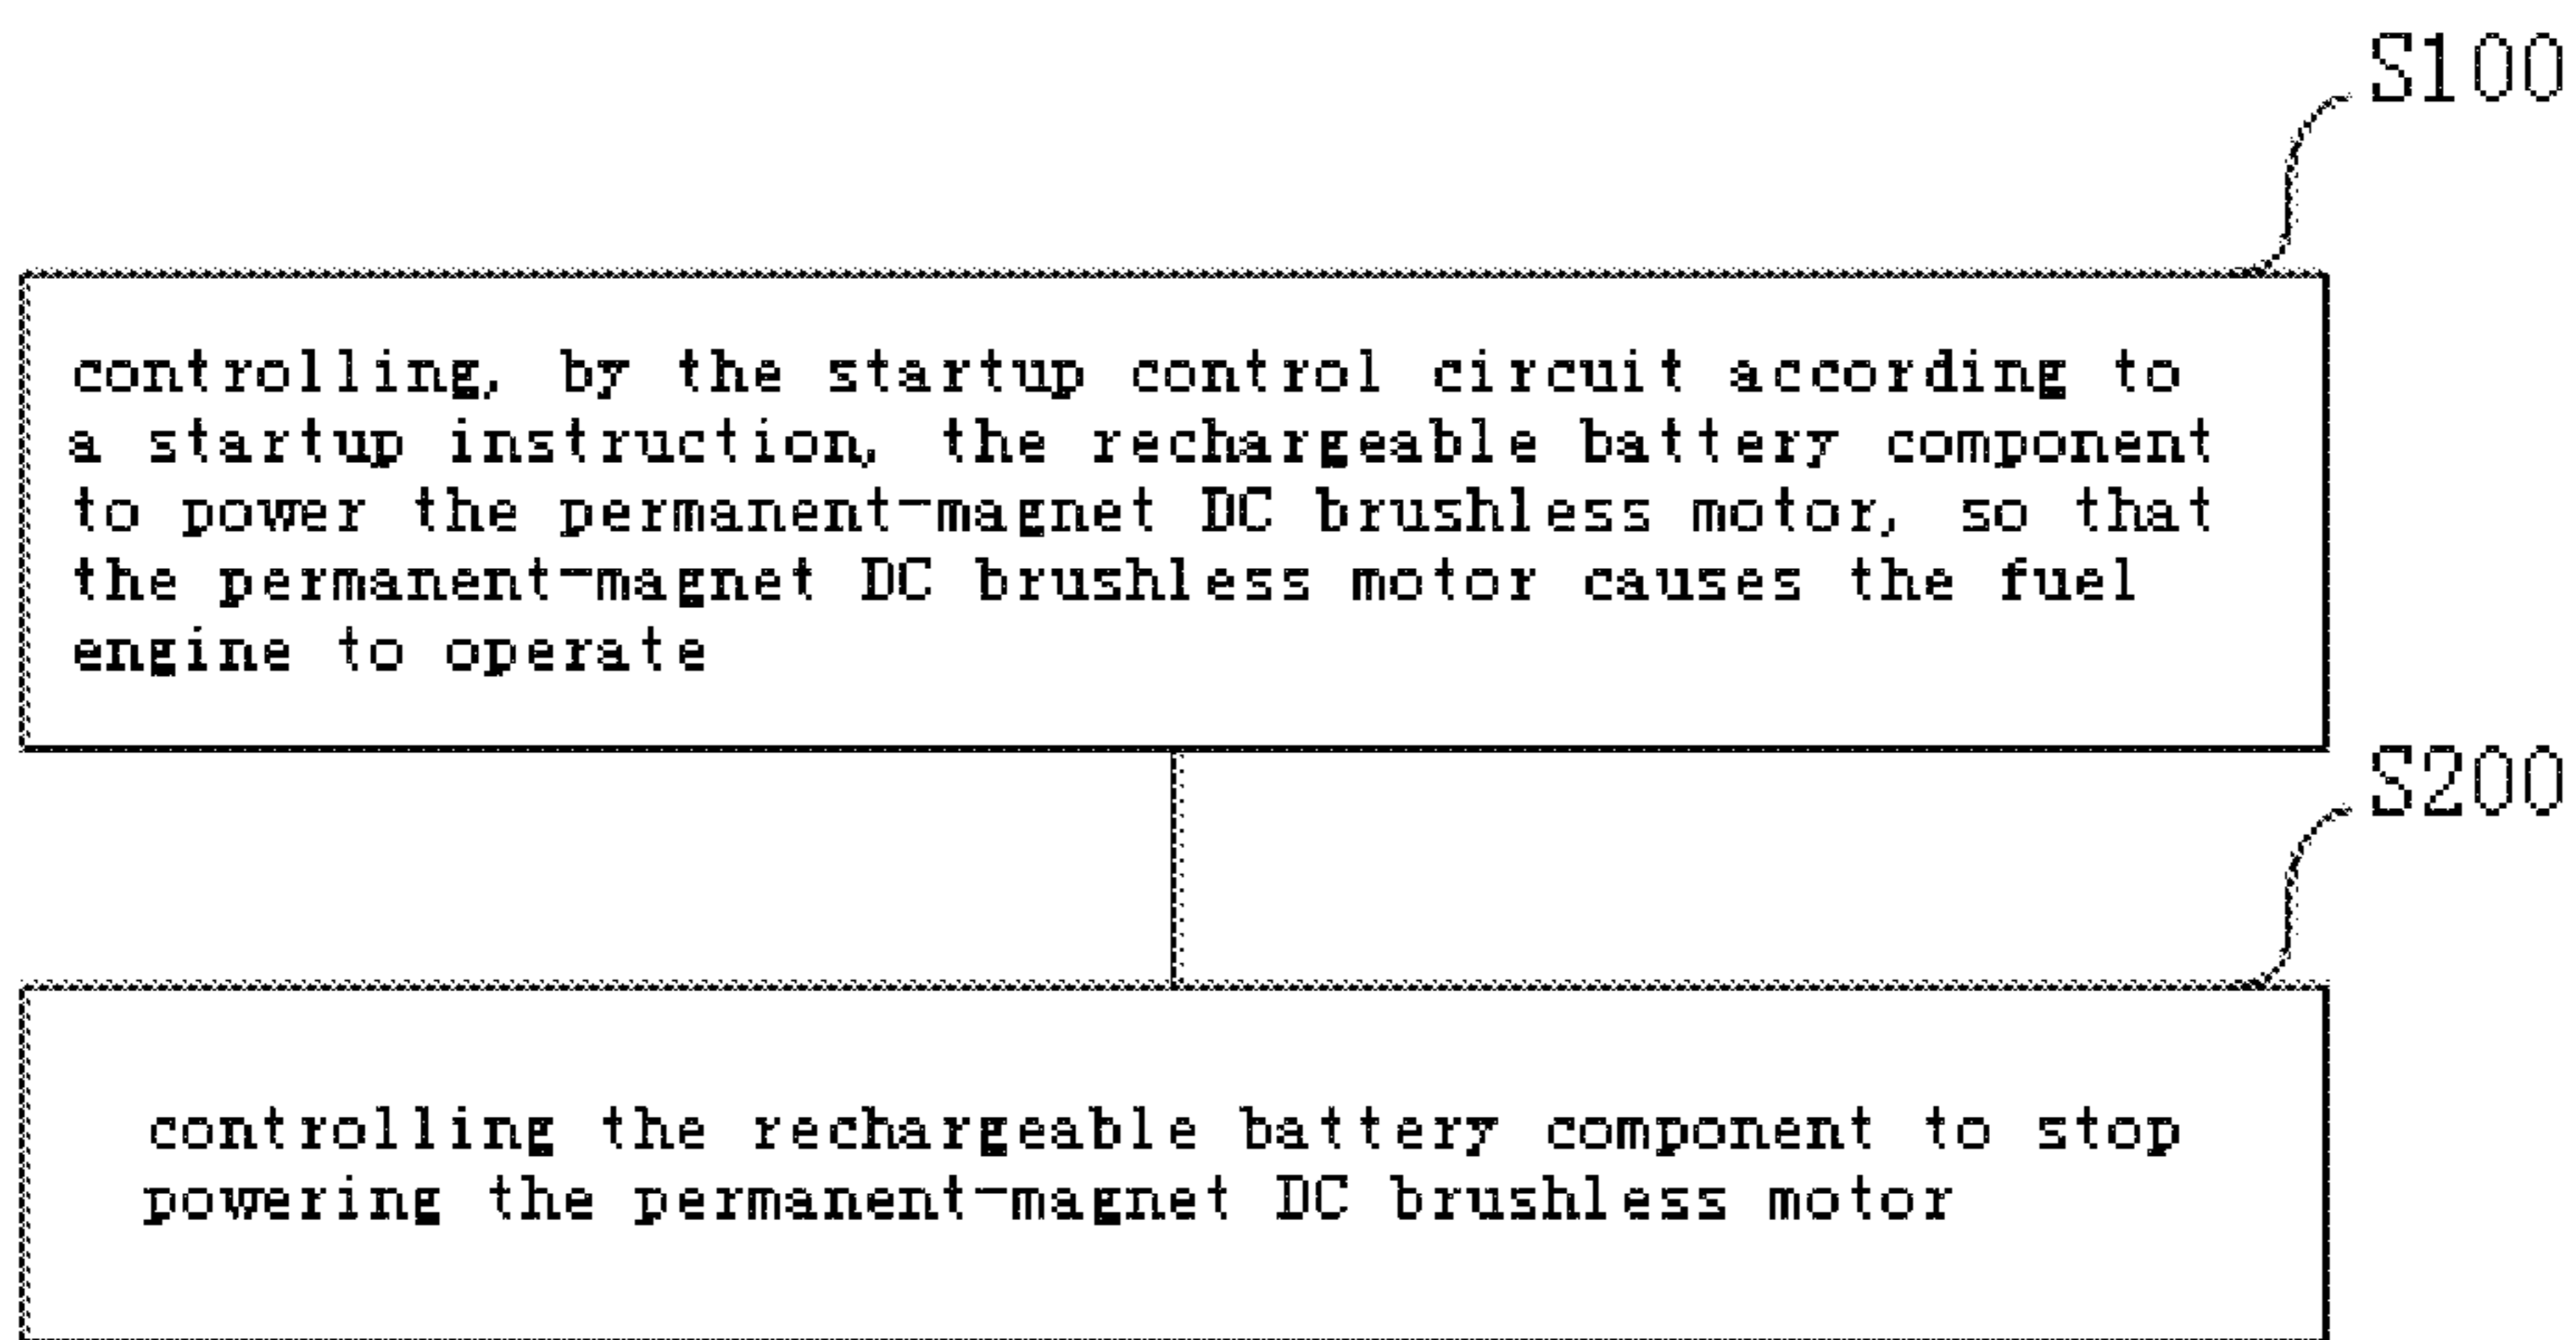 S100
controlling, by the startup control circuit according to
a startup instruction, the rechargeable battery component
to power the permanent-magnet DC brushless motor, so that
the permanent-magnet DC brushless motor causes the fuel
engine to operate
S200
controlling the rechargeable battery component to stop
powering the permanent-magnet DC brushless motor